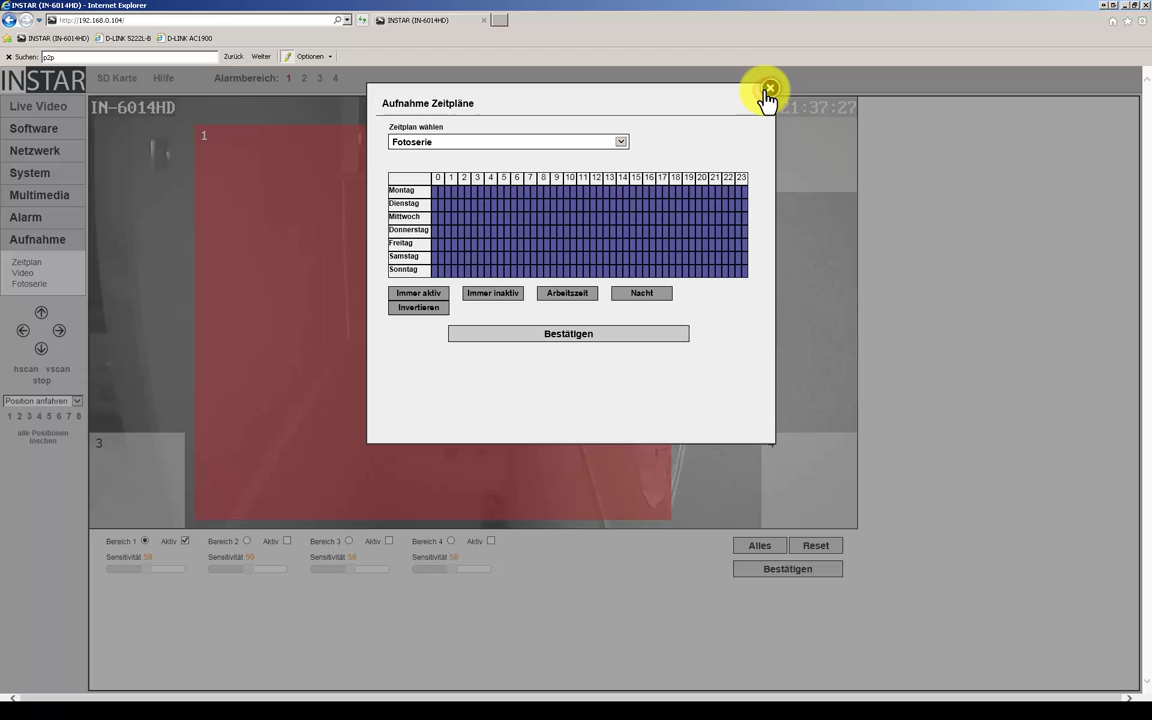 INSTAR (IN-6014HD) - Internet Explorer
http://192.168.0.104/
INSTAR (IN-6014HD)
INSTAR (IN-6014HD) D-LINK 5222L-B D-LINK AC1900
Suchen: p2p Zurück Weiter Optionen
INSTAR SD Karte Hilfe Alarmbereich: 1 2 3 4
Live Video
Software
Netzwerk
System
Multimedia
Alarm
Aufnahme
Zeitplan
Video
Fotoserie
hscan vscan
stop
Position anfahren
1 2 3 4 5 6 7 8
alle Positionen
löschen
IN-6014HD
21:37:27
1
3
Aufnahme Zeitpläne
Zeitplan wählen
Fotoserie
0 1 2 3 4 5 6 7 8 9 10 11 12 13 14 15 16 17 18 19 20 21 22 23
Montag
Dienstag
Mittwoch
Donnerstag
Freitag
Samstag
Sonntag
Immer aktiv Immer inaktiv Arbeitszeit Nacht
Invertieren
Bestätigen
Bereich 1 Aktiv Bereich 2 Aktiv Bereich 3 Aktiv Bereich 4 Aktiv
Sensitivität 50 Sensitivität 50 Sensitivität 50 Sensitivität 50
Alles Reset
Bestätigen